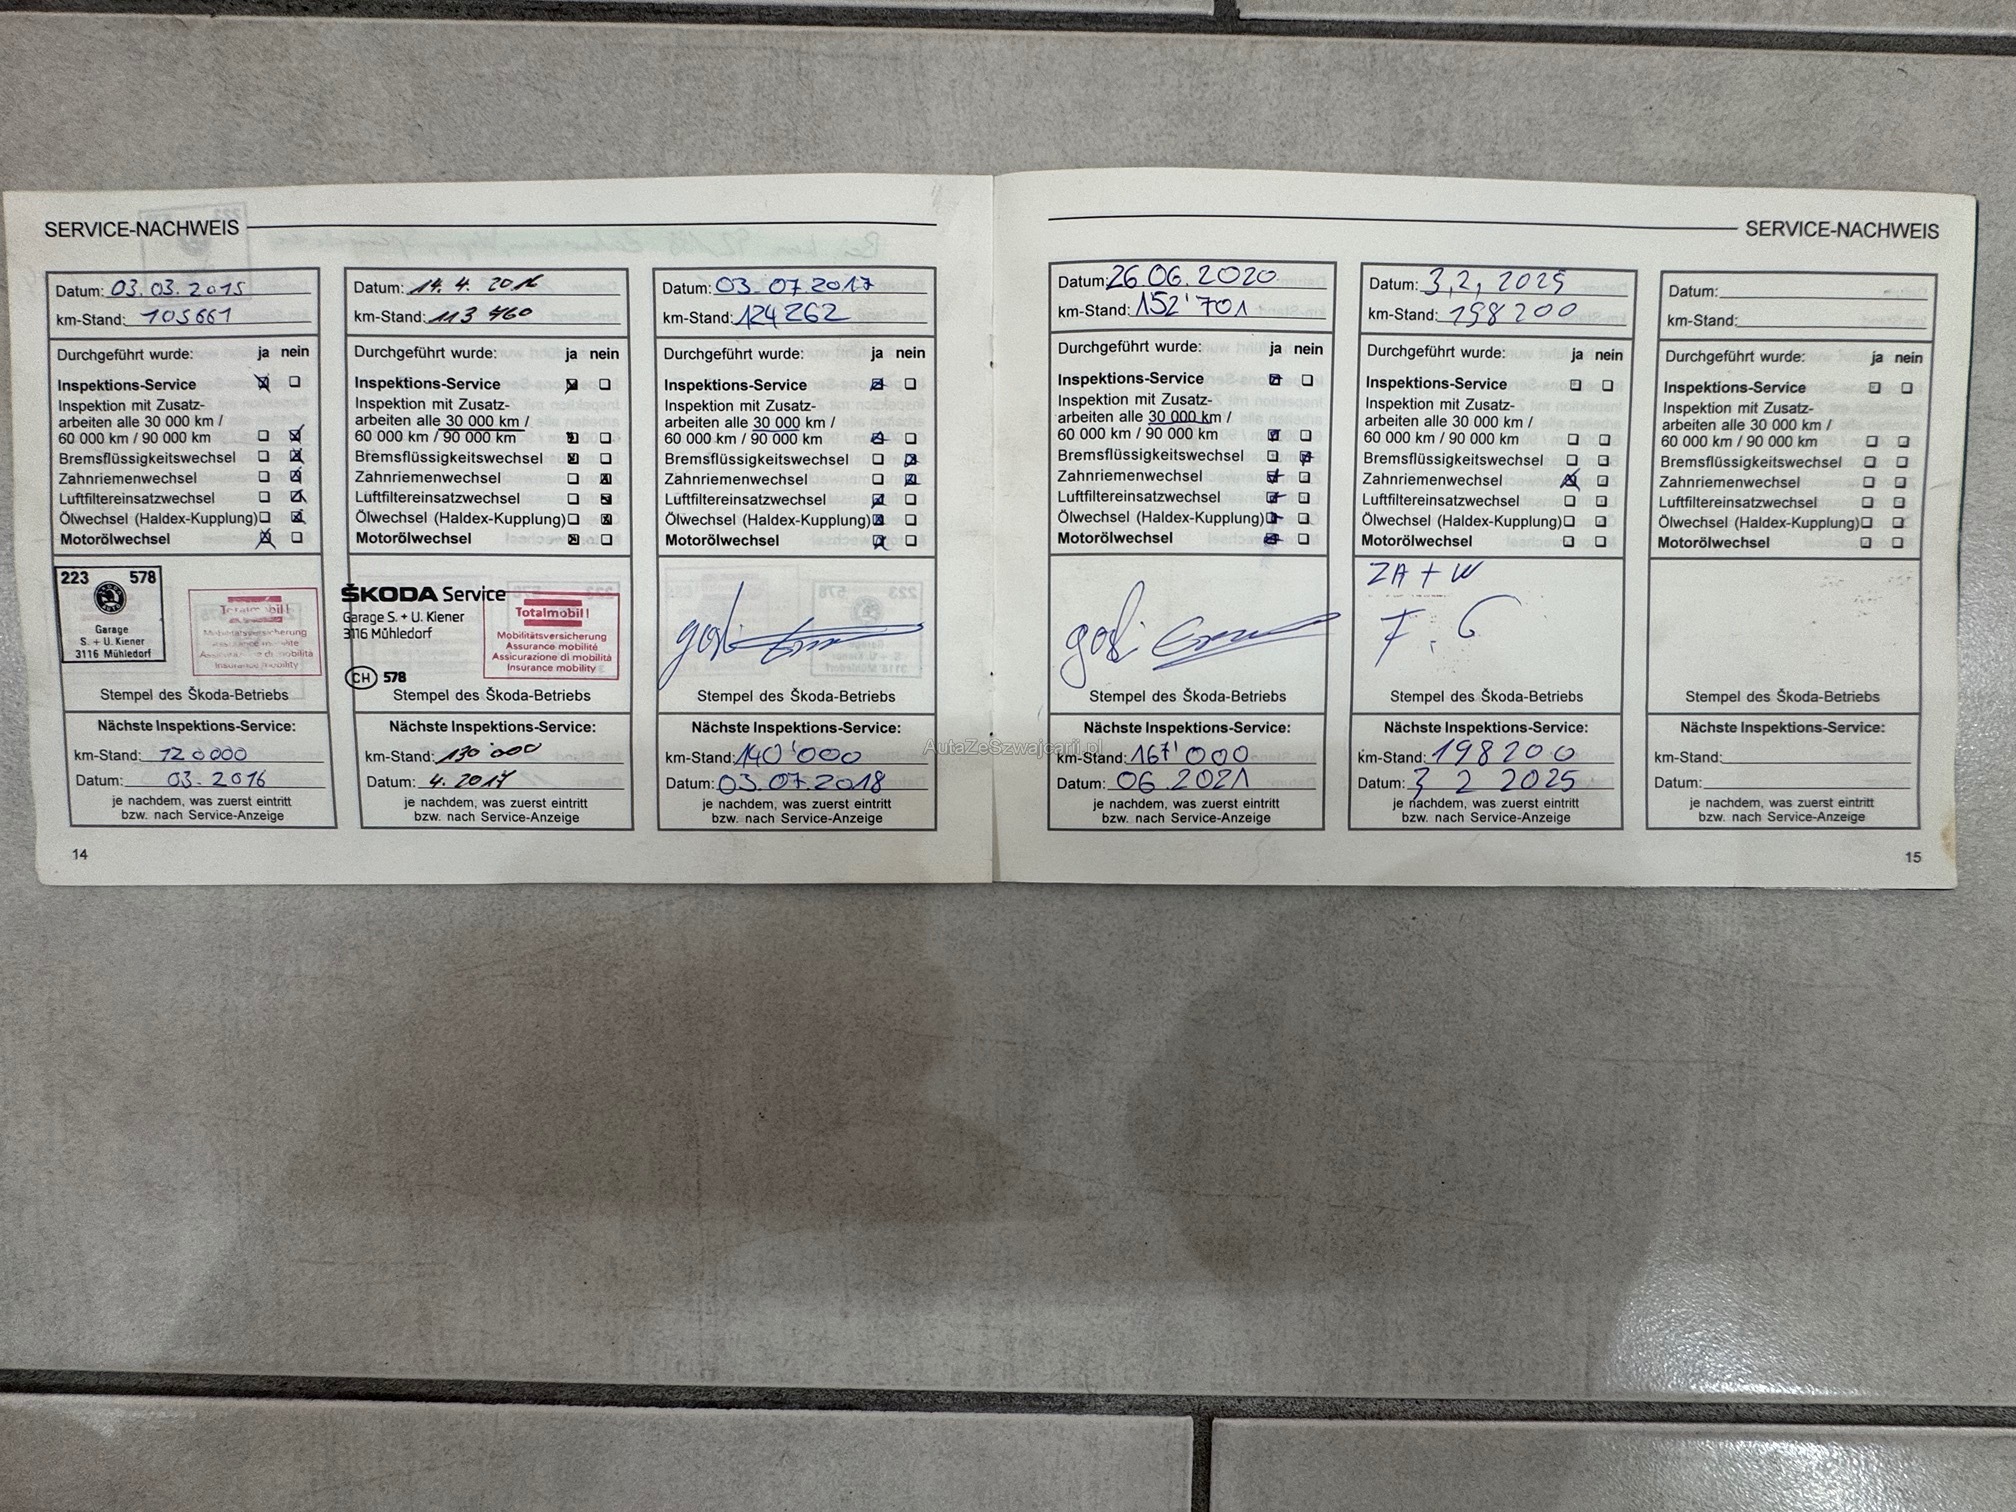 SERVICE-NACHWEIS
Datum: 03.03.2015
km-Stand: 105661
Durchgeführt wurde: ja nein
Inspektions-Service
Inspektion mit Zusatz-
arbeiten alle 30 000 km /
60 000 km / 90 000 km
Bremsflüssigkeitswechsel
Zahnriemenwechsel
Luftfiltereinsatzwechsel
Ölwechsel (Haldex-Kupplung)
Motorölwechsel
223 578
Garage
S. + U. Kiener
3116 Mühledorf
Totalmobil!
Mobilitätsversicherung
Assurance mobilité
Assicurazione di mobilità
Insurance mobility
Stempel des Škoda-Betriebs
Nächste Inspektions-Service:
km-Stand: 120000
Datum: 03.2016
je nachdem, was zuerst eintritt
bzw. nach Service-Anzeige
14
Datum: 14.4.2016
km-Stand: 113 460
Durchgeführt wurde: ja nein
Inspektions-Service
Inspektion mit Zusatz-
arbeiten alle 30 000 km /
60 000 km / 90 000 km
Bremsflüssigkeitswechsel
Zahnriemenwechsel
Luftfiltereinsatzwechsel
Ölwechsel (Haldex-Kupplung)
Motorölwechsel
ŠKODA Service
Garage S. + U. Kiener
3116 Mühledorf
Totalmobil!
Mobilitätsversicherung
Assurance mobilité
Assicurazione di mobilità
Insurance mobility
CH 578
Stempel des Škoda-Betriebs
Nächste Inspektions-Service:
km-Stand: 130'000
Datum: 4.2017
je nachdem, was zuerst eintritt
bzw. nach Service-Anzeige
Datum: 03.07.2017
km-Stand: 124262
Durchgeführt wurde: ja nein
Inspektions-Service
Inspektion mit Zusatz-
arbeiten alle 30 000 km /
60 000 km / 90 000 km
Bremsflüssigkeitswechsel
Zahnriemenwechsel
Luftfiltereinsatzwechsel
Ölwechsel (Haldex-Kupplung)
Motorölwechsel
Stempel des Škoda-Betriebs
Nächste Inspektions-Service:
km-Stand: 140'000
Datum: 03.07.2018
je nachdem, was zuerst eintritt
bzw. nach Service-Anzeige
AutaZeSzwajcarii.pl
SERVICE-NACHWEIS
Datum: 26.06.2020
km-Stand: 152'701
Durchgeführt wurde: ja nein
Inspektions-Service
Inspektion mit Zusatz-
arbeiten alle 30 000 km /
60 000 km / 90 000 km
Bremsflüssigkeitswechsel
Zahnriemenwechsel
Luftfiltereinsatzwechsel
Ölwechsel (Haldex-Kupplung)
Motorölwechsel
Stempel des Škoda-Betriebs
Nächste Inspektions-Service:
km-Stand: 167'000
Datum: 06.2021
je nachdem, was zuerst eintritt
bzw. nach Service-Anzeige
Datum: 3,2,2025
km-Stand: 198200
Durchgeführt wurde: ja nein
Inspektions-Service
Inspektion mit Zusatz-
arbeiten alle 30 000 km /
60 000 km / 90 000 km
Bremsflüssigkeitswechsel
Zahnriemenwechsel
Luftfiltereinsatzwechsel
Ölwechsel (Haldex-Kupplung)
Motorölwechsel
ZA + W
F. G
Stempel des Škoda-Betriebs
Nächste Inspektions-Service:
km-Stand: 198200
Datum: 3 2 2025
je nachdem, was zuerst eintritt
bzw. nach Service-Anzeige
Datum:
km-Stand:
Durchgeführt wurde: ja nein
Inspektions-Service
Inspektion mit Zusatz-
arbeiten alle 30 000 km /
60 000 km / 90 000 km
Bremsflüssigkeitswechsel
Zahnriemenwechsel
Luftfiltereinsatzwechsel
Ölwechsel (Haldex-Kupplung)
Motorölwechsel
Stempel des Škoda-Betriebs
Nächste Inspektions-Service:
km-Stand:
Datum:
je nachdem, was zuerst eintritt
bzw. nach Service-Anzeige
15